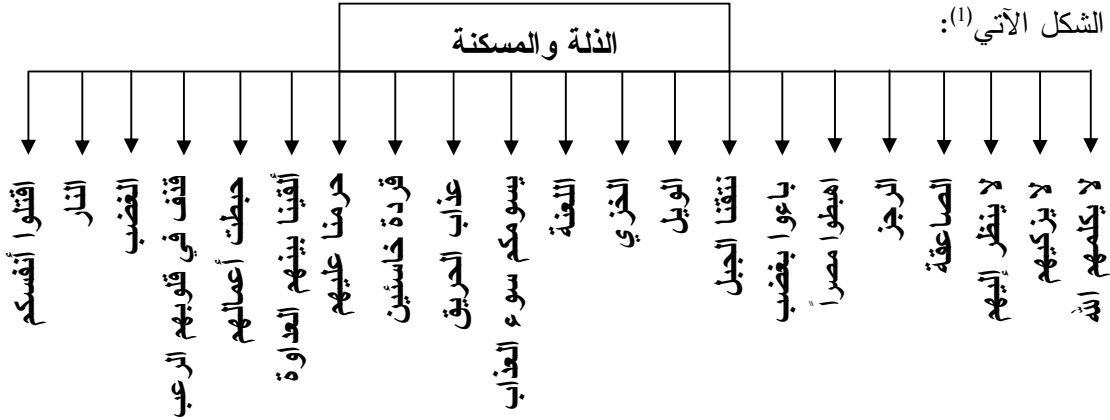 الشكل الآتي(1):
الذلة والمسكنة
لا يكلمهم الله
لا يزكيهم
لا ينظر إليهم
الصاعقة
الرجز
اهبطوا مصراً
باءوا بغضب
نتقنا الجبل
الويل
الخزي
اللعنة
يسومكم سوء العذاب
عذاب الحريق
قردة خاسئين
حرمنا عليهم
ألقينا بينهم العداوة
حبطت أعمالهم
قذف في قلوبهم الرعب
الغضب
النار
اقتلوا أنفسكم